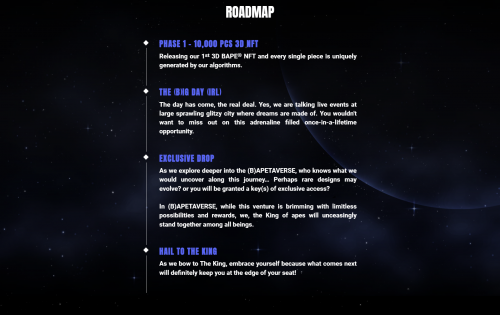 ROADMAP
PHASE 1 - 10,000 PCS 3D NFT
Releasing our 1st 3D BAPE® NFT and every single piece is uniquely
generated by our algorithms.
THE (B)IG DAY (IRL)
The day has come, the real deal. Yes, we are talking live events at
large sprawling glitzy city where dreams are made of. You wouldn't
want to miss out on this adrenaline filled once-in-a-lifetime
opportunity.
EXCLUSIVE DROP
As we explore deeper into the (B)APETAVERSE, who knows what we
would uncover along this journey.. Perhaps rare designs may
evolve? or you will be granted a key(s) of exclusive access?
In (B)APETAVERSE, while this venture is brimming with limitless
possibilities and rewards, we, the King of apes will unceasingly
stand together among all beings.
HAIL TO THE KING
As we bow to The King, embrace yourself because what comes next
will definitely keep you at the edge of your seat!